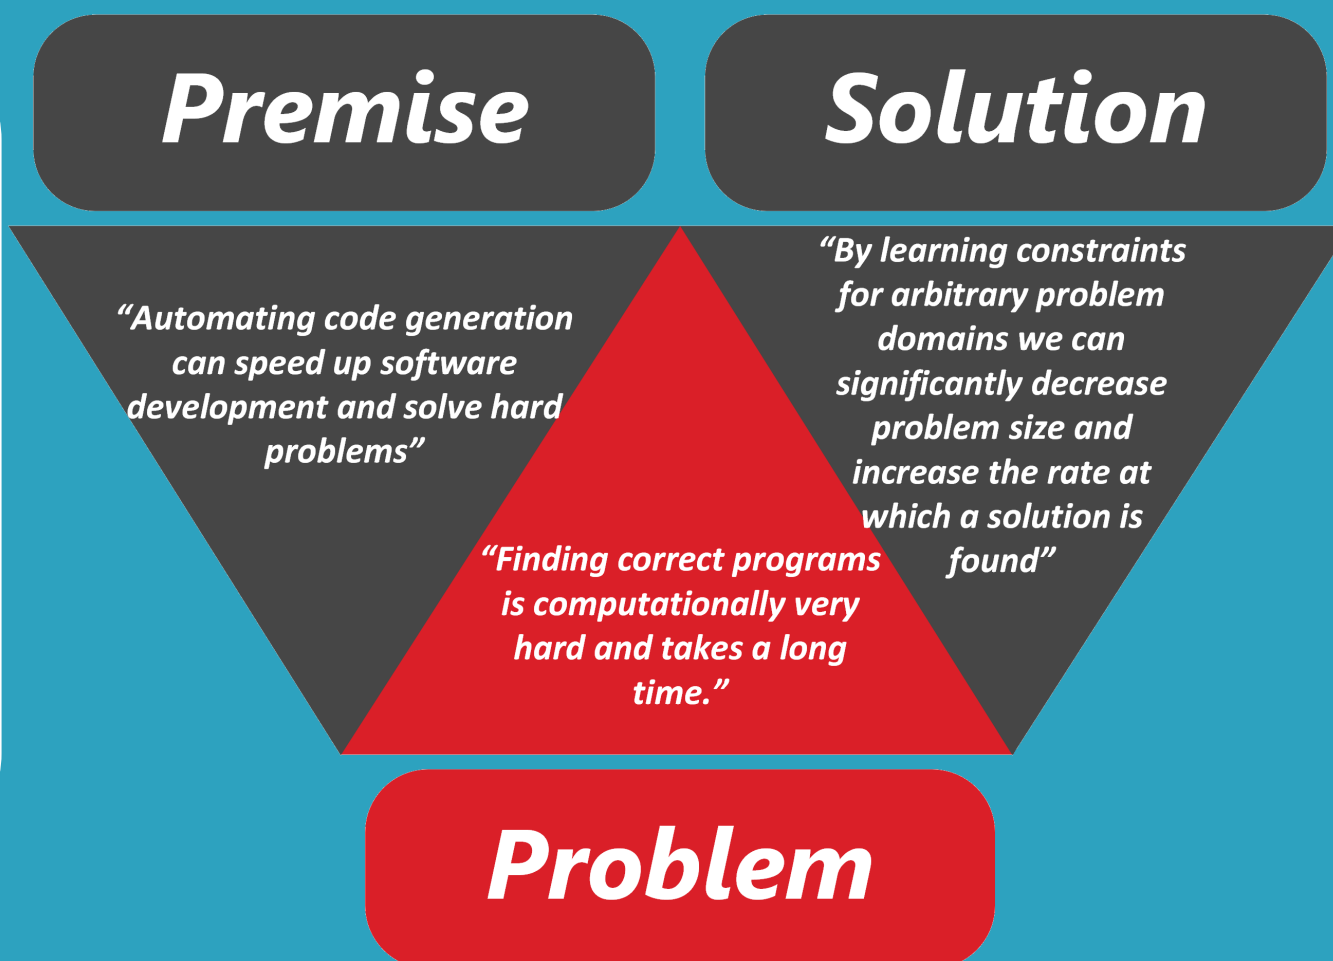 Premise
“Automating code generation
can speed up software
development and solve hard
problems”
Solution
“By learning constraints
for arbitrary problem
domains we can
significantly decrease
problem size and
increase the rate at
which a solution is
found”
“Finding correct programs
is computationally very
hard and takes a long
time.”
Problem